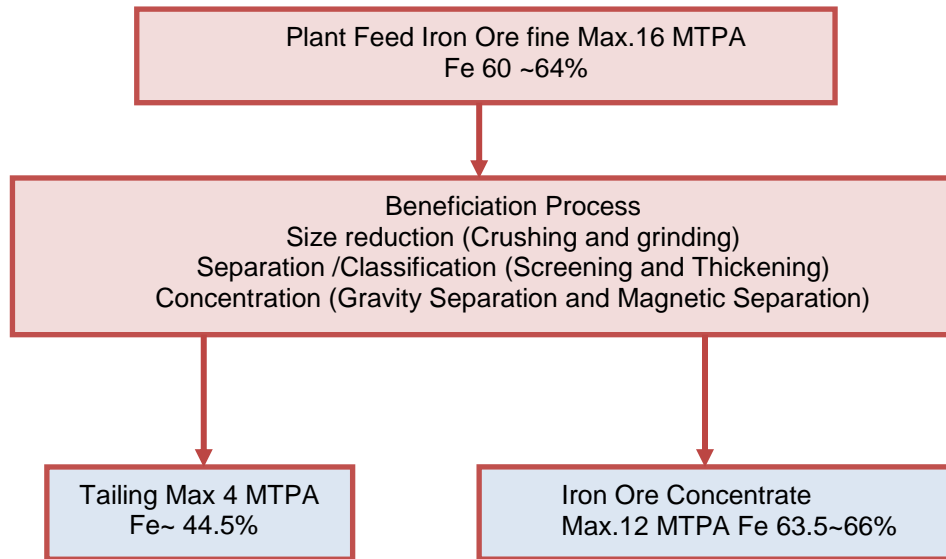 Plant Feed Iron Ore fine Max.16 MTPA
Fe 60 ~64%
Beneficiation Process
Size reduction (Crushing and grinding)
Separation /Classification (Screening and Thickening)
Concentration (Gravity Separation and Magnetic Separation)
Tailing Max 4 MTPA
Fe~ 44.5%
Iron Ore Concentrate
Max.12 MTPA Fe 63.5~66%